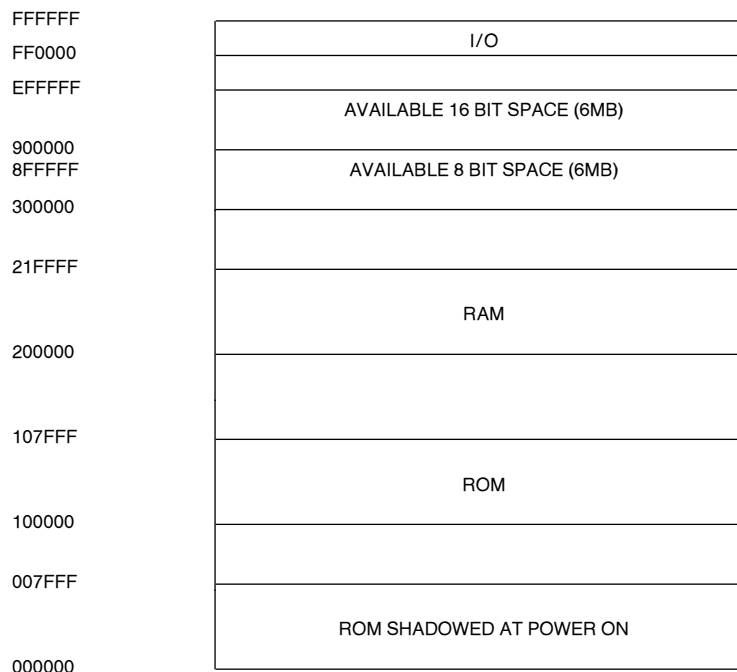 FFFFFF
I/O
FF0000
EFFFFF
AVAILABLE 16 BIT SPACE (6MB)
900000
8FFFFF
AVAILABLE 8 BIT SPACE (6MB)
300000
21FFFF
RAM
200000
107FFF
ROM
100000
007FFF
ROM SHADOWED AT POWER ON
000000